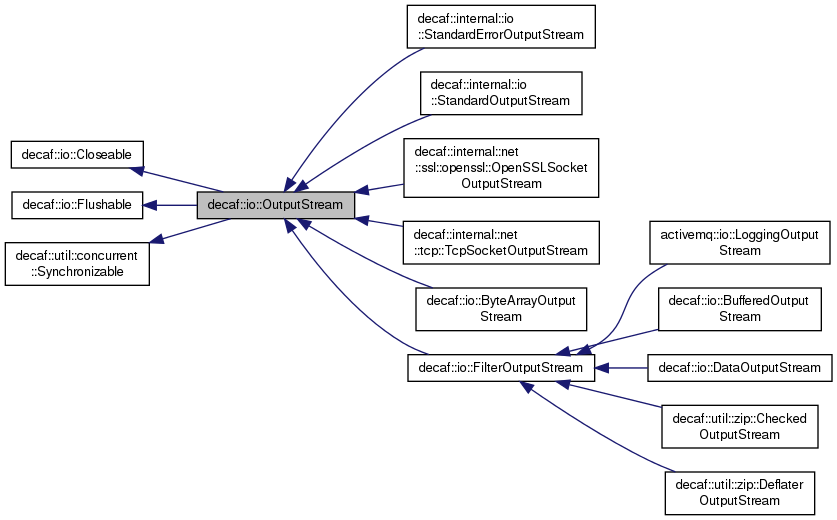 decaf::internal::io
::StandardErrorOutputStream
decaf::internal::io
::StandardOutputStream
decaf::internal::net
::ssl::openssl::OpenSSLSocket
OutputStream
decaf::io::Closeable
decaf::io::Flushable
decaf::io::OutputStream
decaf::util::concurrent
::Synchronizable
decaf::internal::net
::tcp::TcpSocketOutputStream
decaf::io::ByteArrayOutput
Stream
decaf::io::FilterOutputStream
activemq::io::LoggingOutput
Stream
decaf::io::BufferedOutput
Stream
decaf::io::DataOutputStream
decaf::util::zip::Checked
OutputStream
decaf::util::zip::Deflater
OutputStream